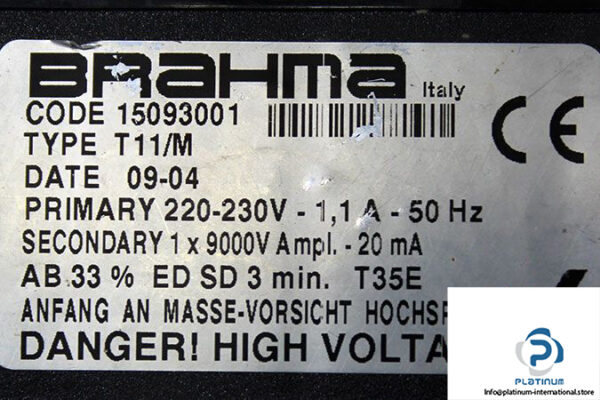 BRAHMA Italy
CODE 15093001
TYPE T11/M
DATE 09-04
PRIMARY 220-230V - 1,1 A - 50 Hz
SECONDARY 1 x 9000V Ampl. - 20 mA
AB 33 % ED SD 3 min. T35E
ANFANG AN MASSE-VORSICHT
DANGER! HIGH
CE
PLATINUM
Info@platinum-international.store